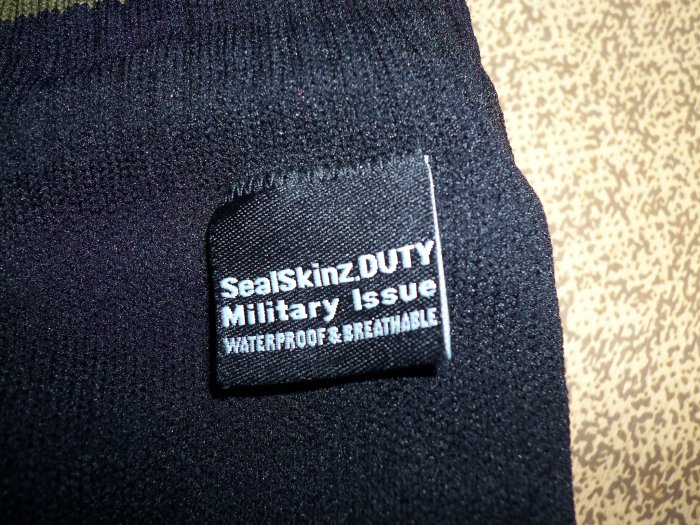 SealSkinz.DUTY
Military Issue
WATERPROOF & BREATHABLE